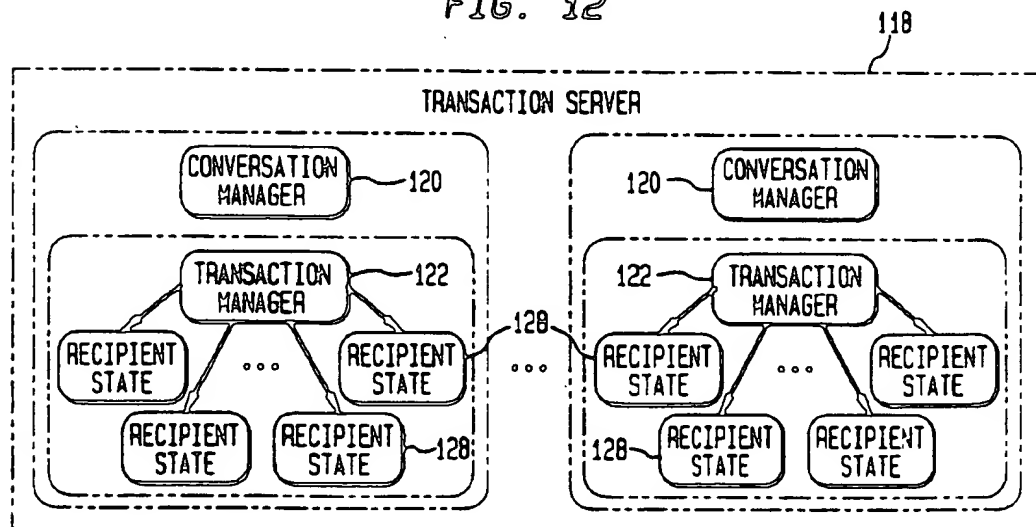 FIG. 12
118
TRANSACTION SERVER
CONVERSATION
MANAGER
120
120
CONVERSATION
MANAGER
TRANSACTION
MANAGER
122
122
TRANSACTION
MANAGER
RECIPIENT
STATE
...
RECIPIENT
STATE
128
...
RECIPIENT
STATE
...
RECIPIENT
STATE
RECIPIENT
STATE
RECIPIENT
STATE
128
128
RECIPIENT
STATE
RECIPIENT
STATE